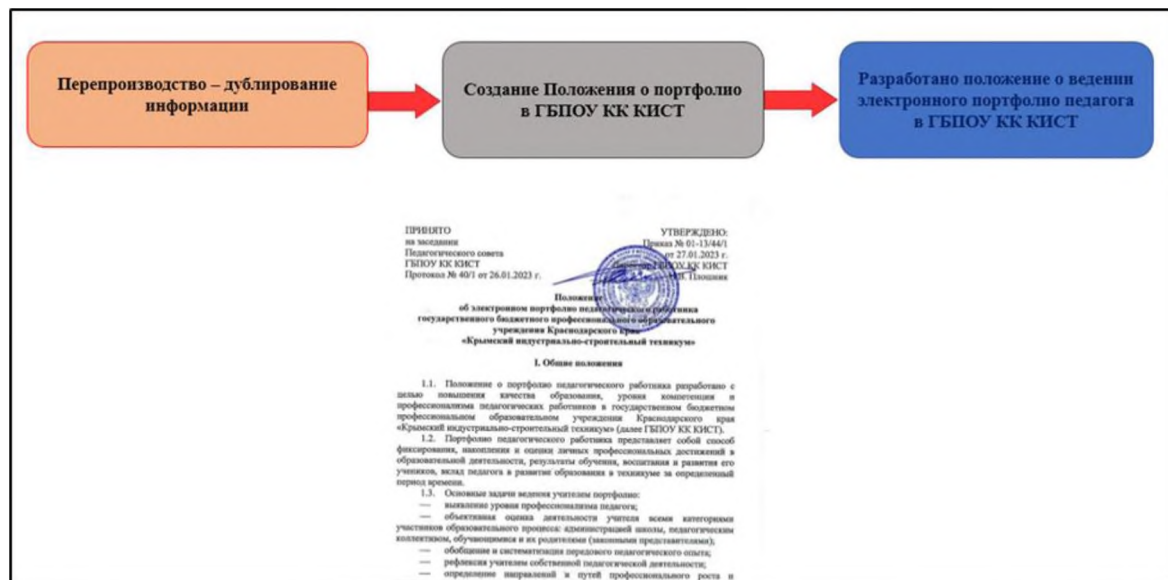 Перепроизводство – дублирование
информации
Создание Положения о портфолио
в ГБПОУ КК КИСТ
Разработано положение о ведении
электронного портфолио педагога
в ГБПОУ КК КИСТ
ПРИНЯТО
на заседании
Педагогического совета
ГБПОУ КК КИСТ
Протокол № 40/1 от 26.01.2023 г.
УТВЕРЖДЕНО:
Приказ № 01-13/44/1
от 27.01.2023 г.
ГБПОУ КК КИСТ
Плошник
Положение
об электронном портфолио педагогического работника
государственного бюджетного профессионального образовательного
учреждения Краснодарского края
«Крымский индустриально-строительный техникум»
I. Общие положения
1.1. Положение о портфолио педагогического работника разработано с
целью повышения качества образования, уровня компетенции и
профессионализма педагогических работников в государственном бюджетном
профессиональном образовательном учреждении Краснодарского края
«Крымский индустриально-строительный техникум» (далее ГБПОУ КК КИСТ).
1.2. Портфолио педагогического работника представляет собой способ
фиксирования, накопления и оценки личных профессиональных достижений в
образовательной деятельности, результаты обучения, воспитания и развития его
учеников, вклад педагога в развитие образования в техникуме за определенный
период времени.
1.3. Основные задачи ведения учителем портфолио:
— выявление уровня профессионализма педагога;
— объективная оценка деятельности учителя всеми категориями
участников образовательного процесса: администрацией школы, педагогическим
коллективом, обучающимися и их родителями (законными представителями);
— обобщение и систематизация передового педагогического опыта;
— рефлексия учителем собственной педагогической деятельности;
— определение направлений и путей профессионального роста и